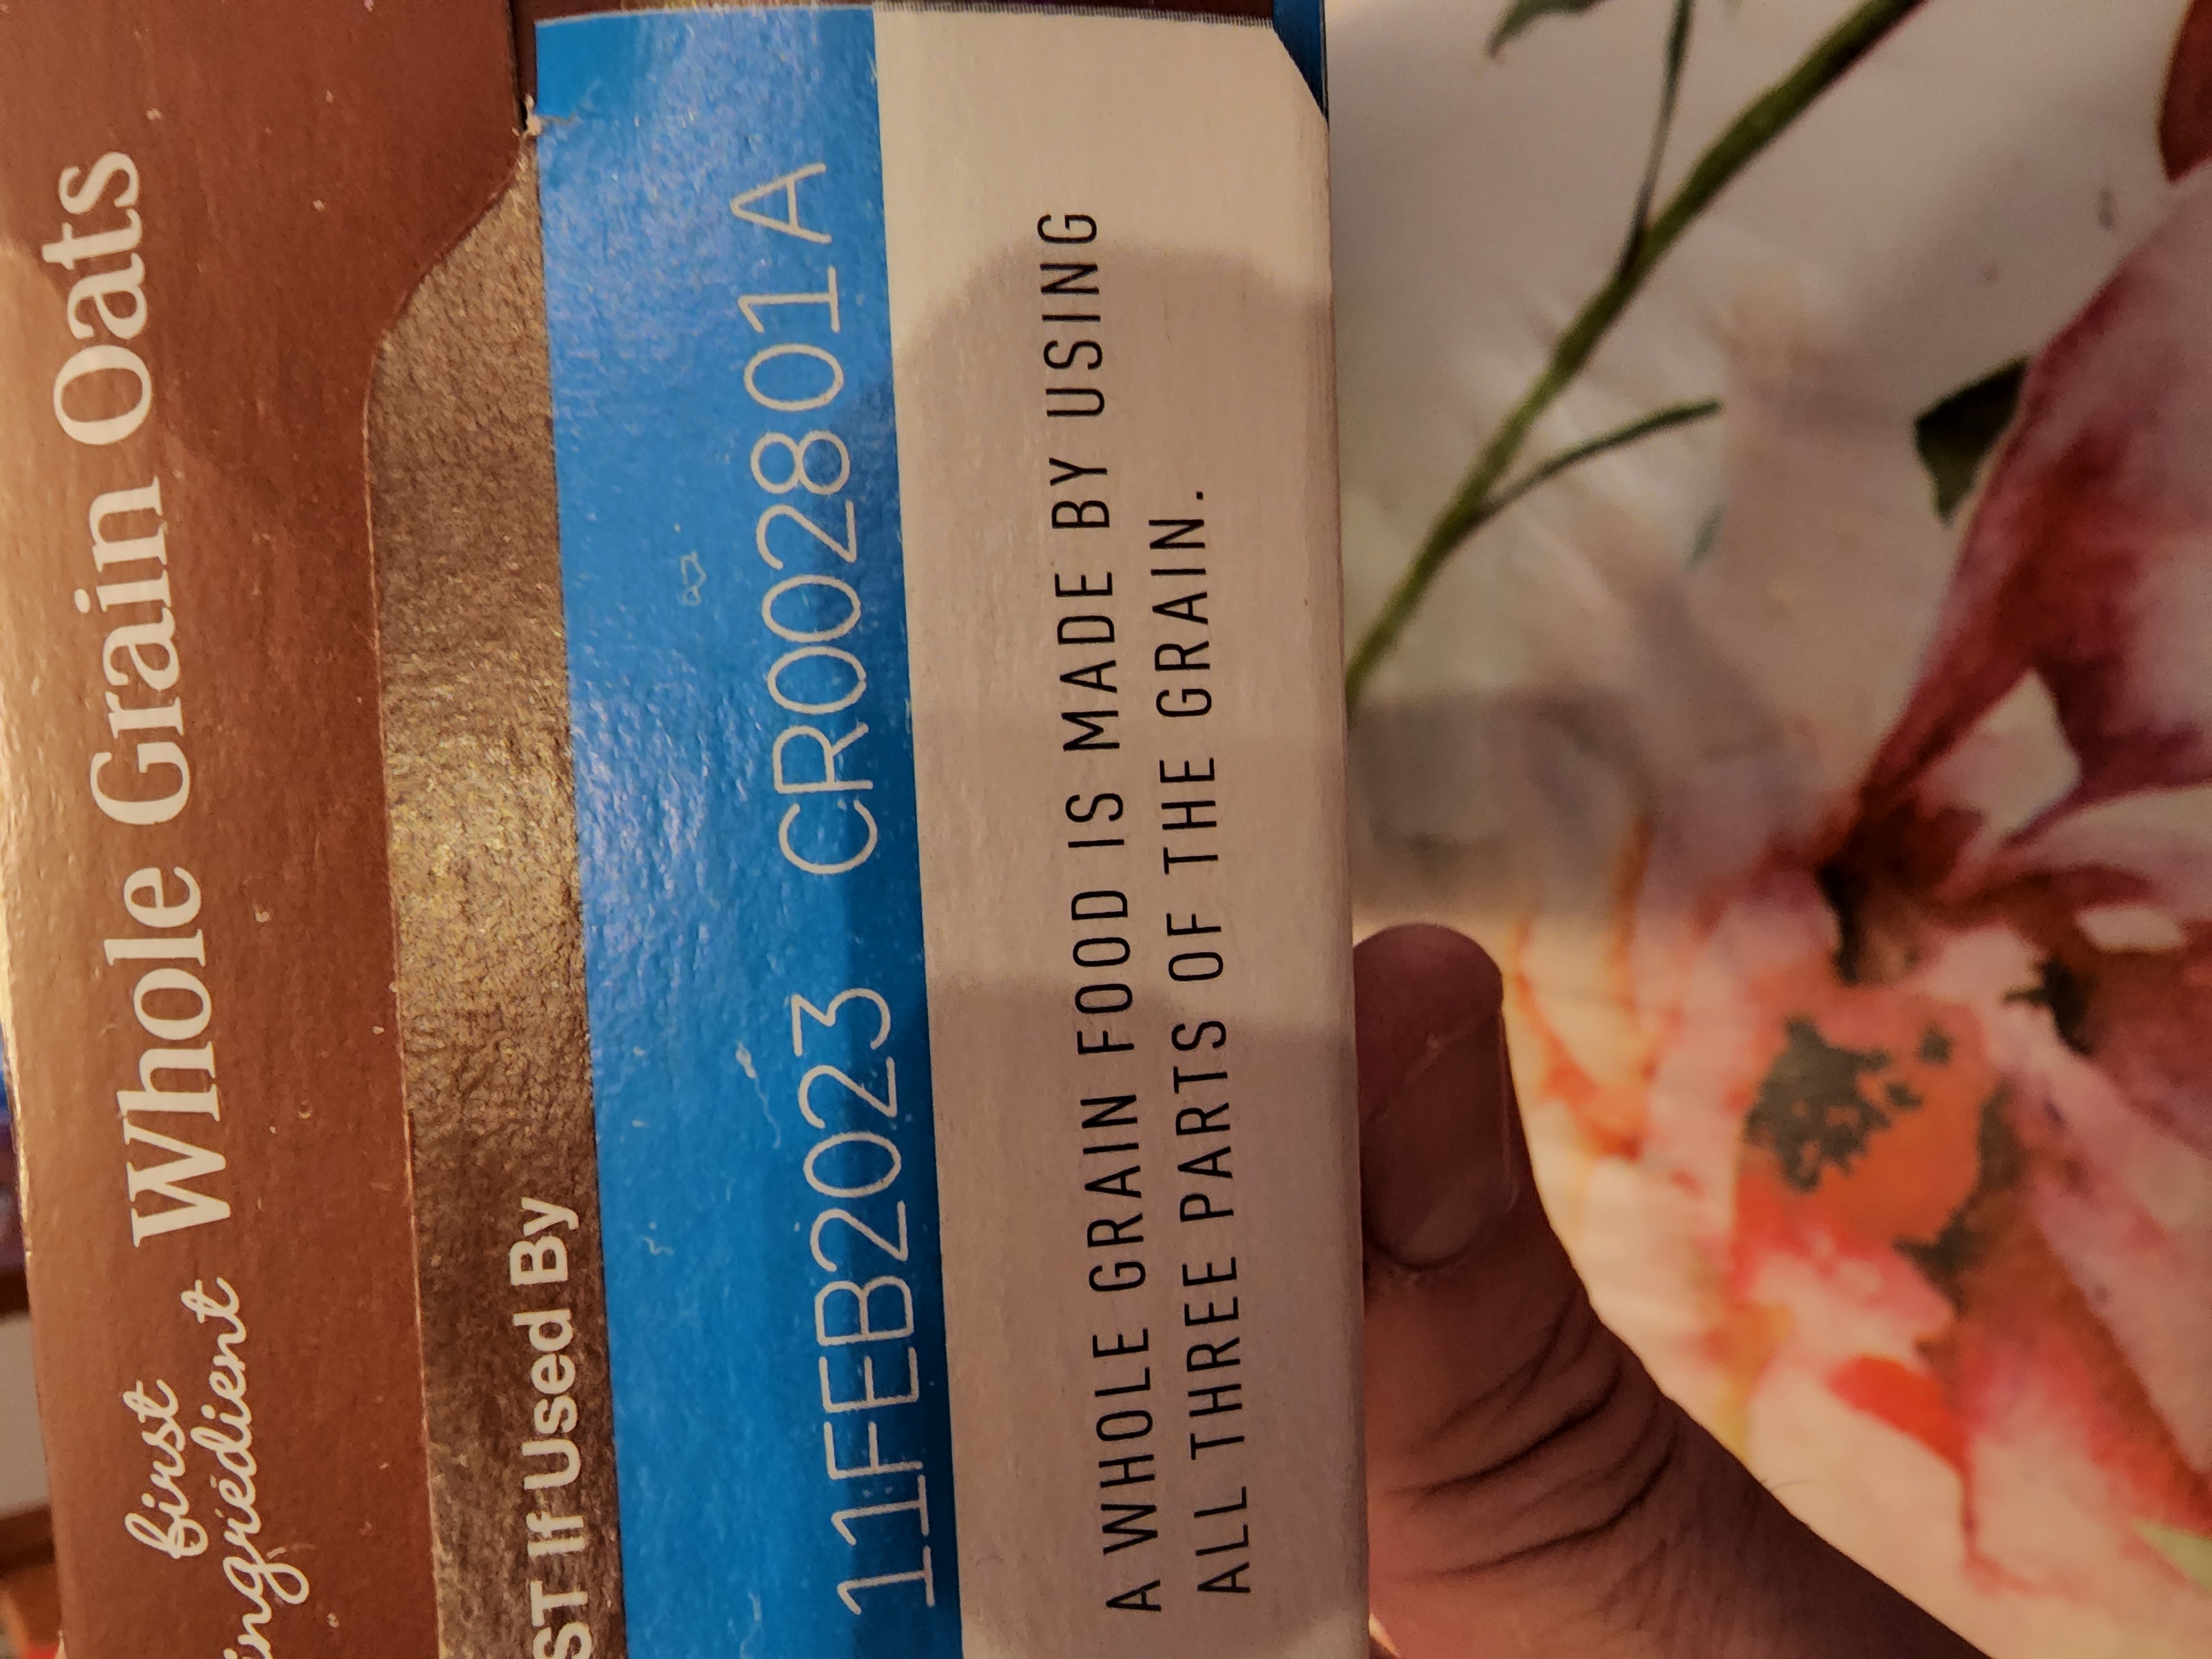 first
ingredient
Whole Grain Oats
ST If Used By
11FEB2023 CR002801A
A WHOLE GRAIN FOOD IS MADE BY USING
ALL THREE PARTS OF THE GRAIN.